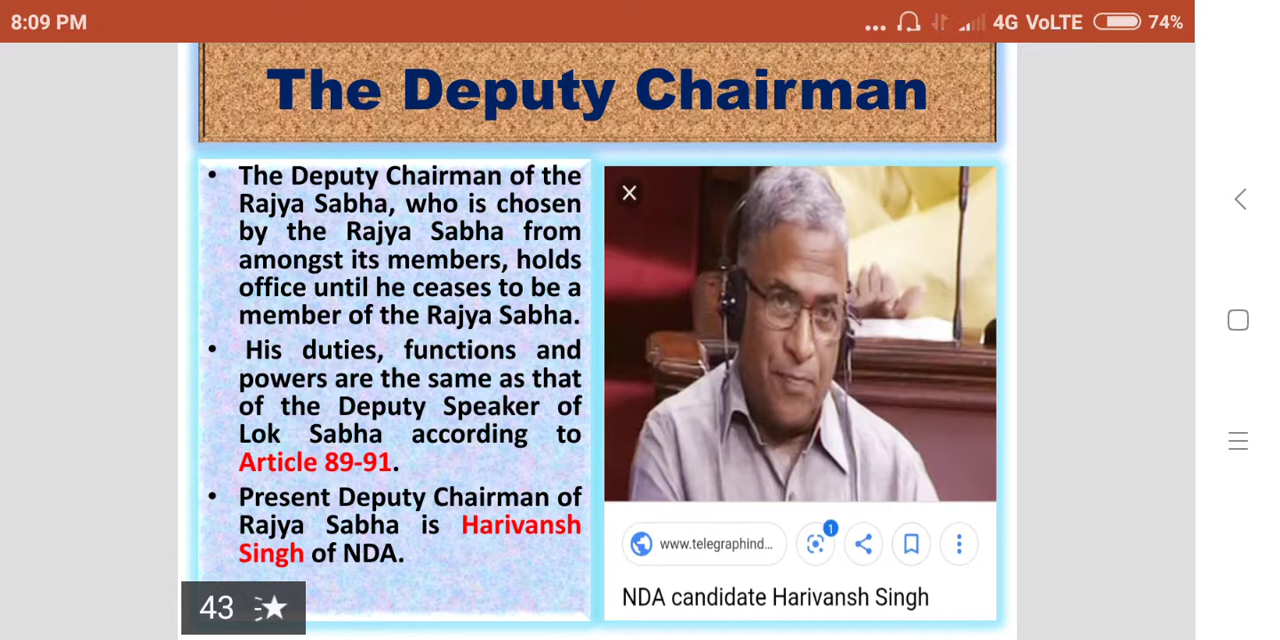 8:09 PM
... 4G VoLTE 74%
The Deputy Chairman
• The Deputy Chairman of the
Rajya Sabha, who is chosen
by the Rajya Sabha from
amongst its members, holds
office until he ceases to be a
member of the Rajya Sabha.
• His duties, functions and
powers are the same as that
of the Deputy Speaker of
Lok Sabha according to
Article 89-91.
• Present Deputy Chairman of
Rajya Sabha is Harivansh
Singh of NDA.
www.telegraphind...
1
NDA candidate Harivansh Singh
43